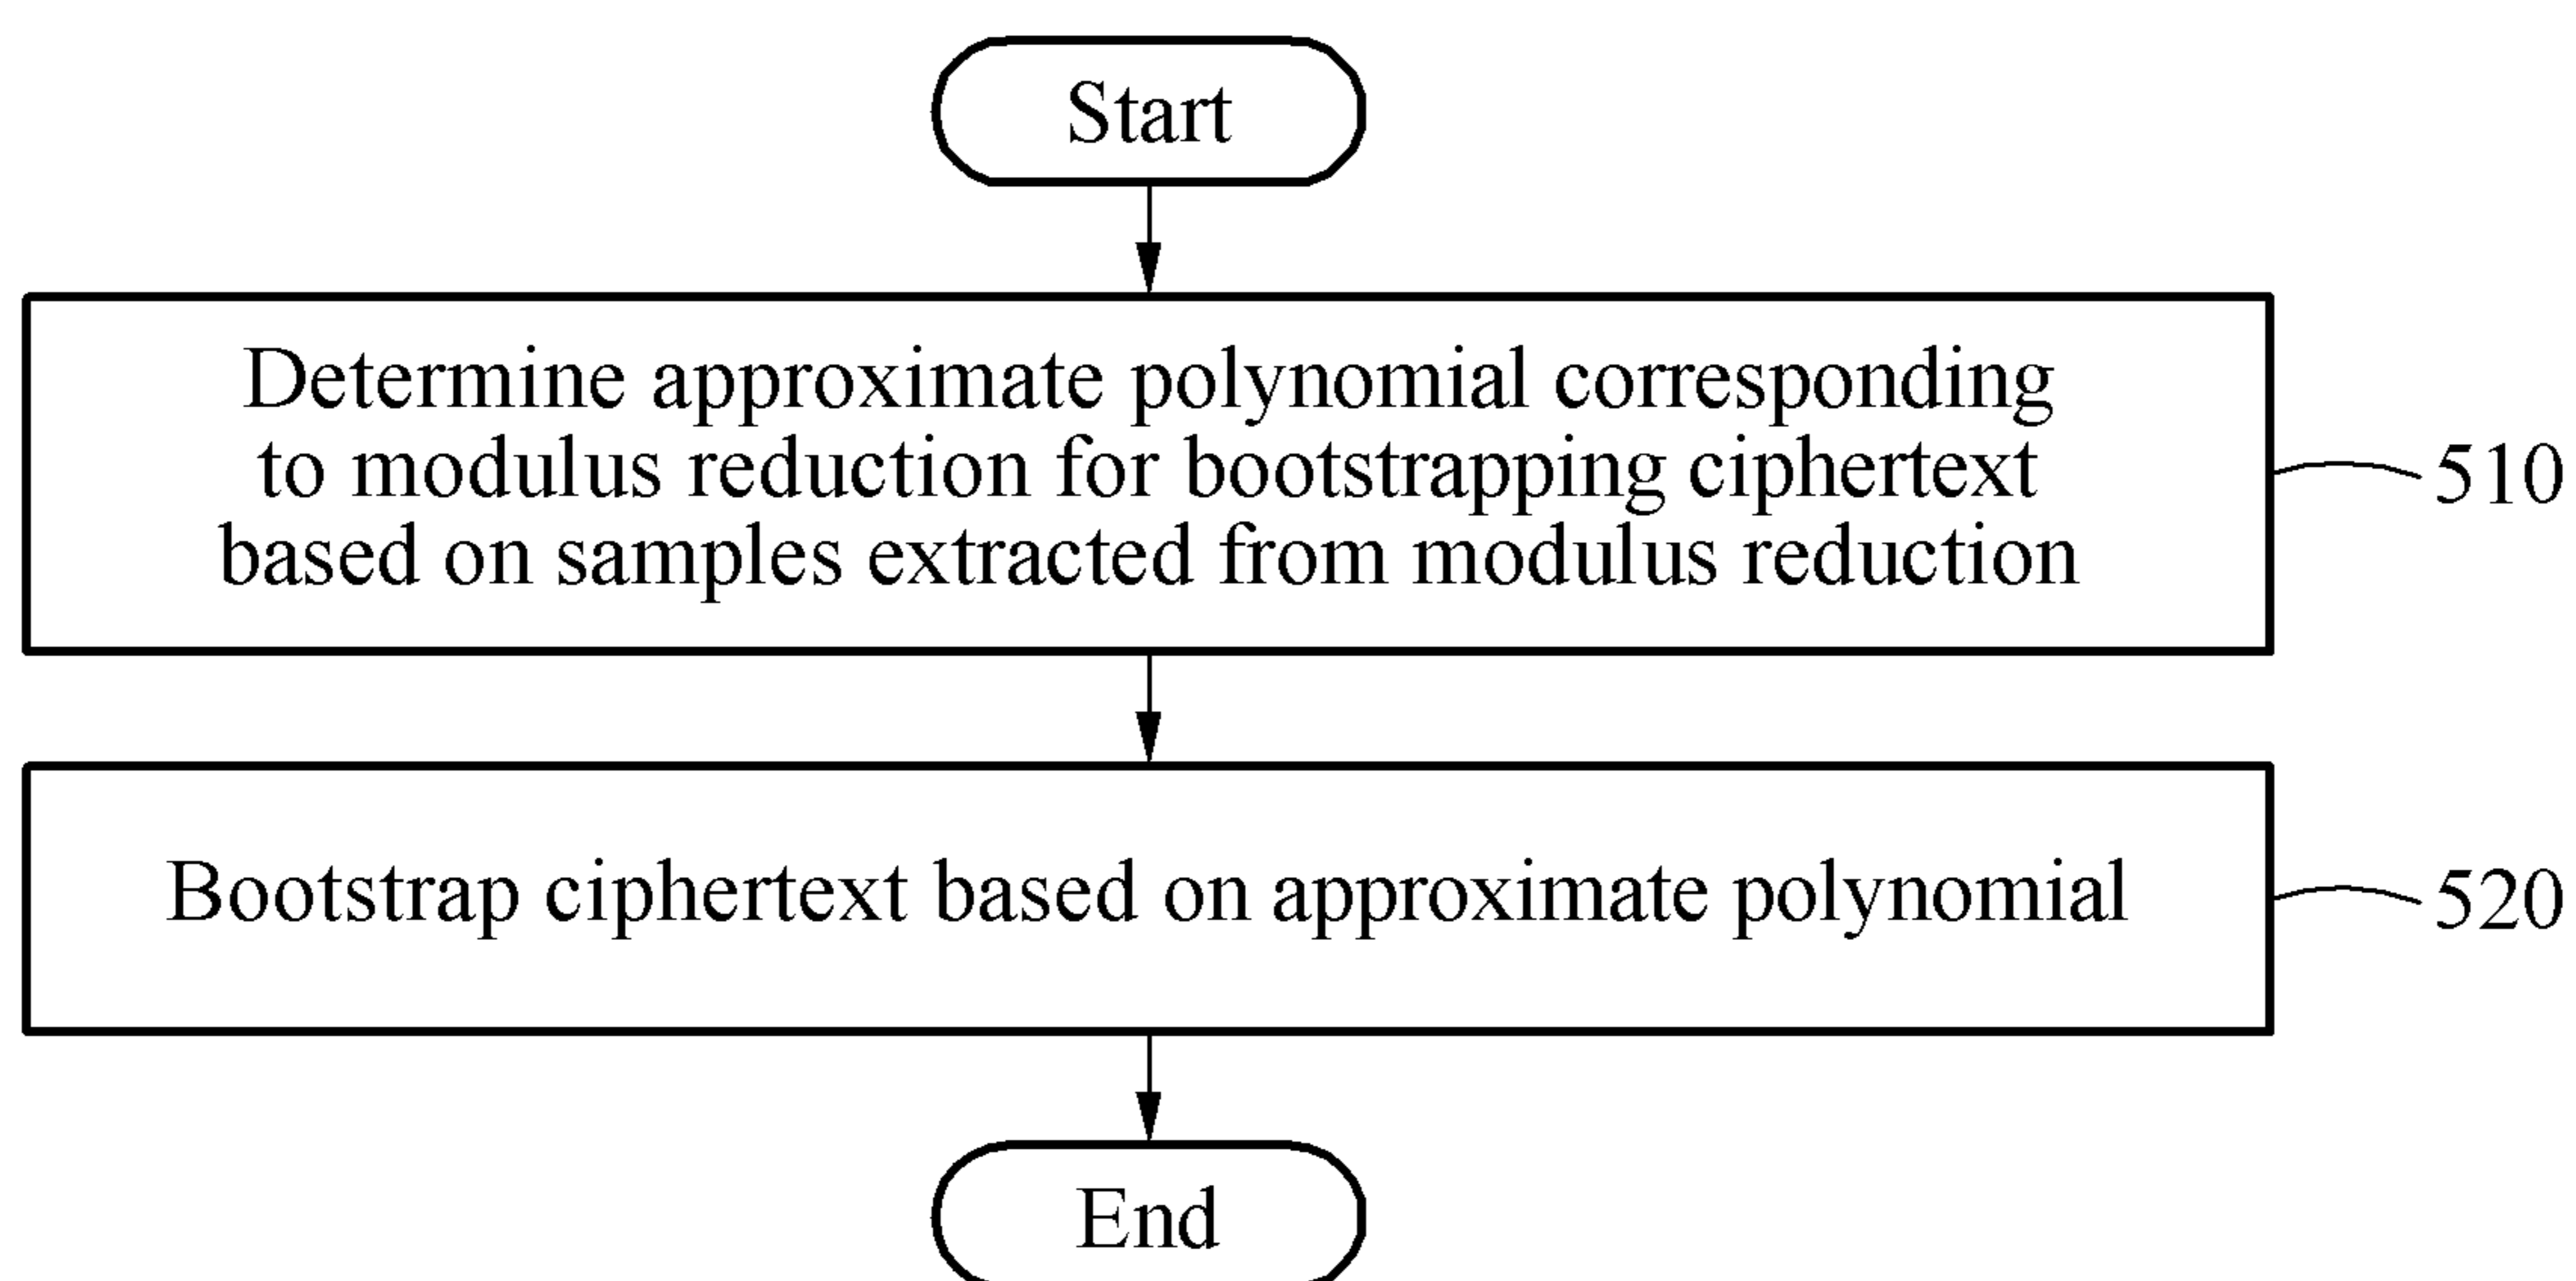 Start
Determine approximate polynomial corresponding
to modulus reduction for bootstrapping ciphertext
based on samples extracted from modulus reduction
510
Bootstrap ciphertext based on approximate polynomial
520
End